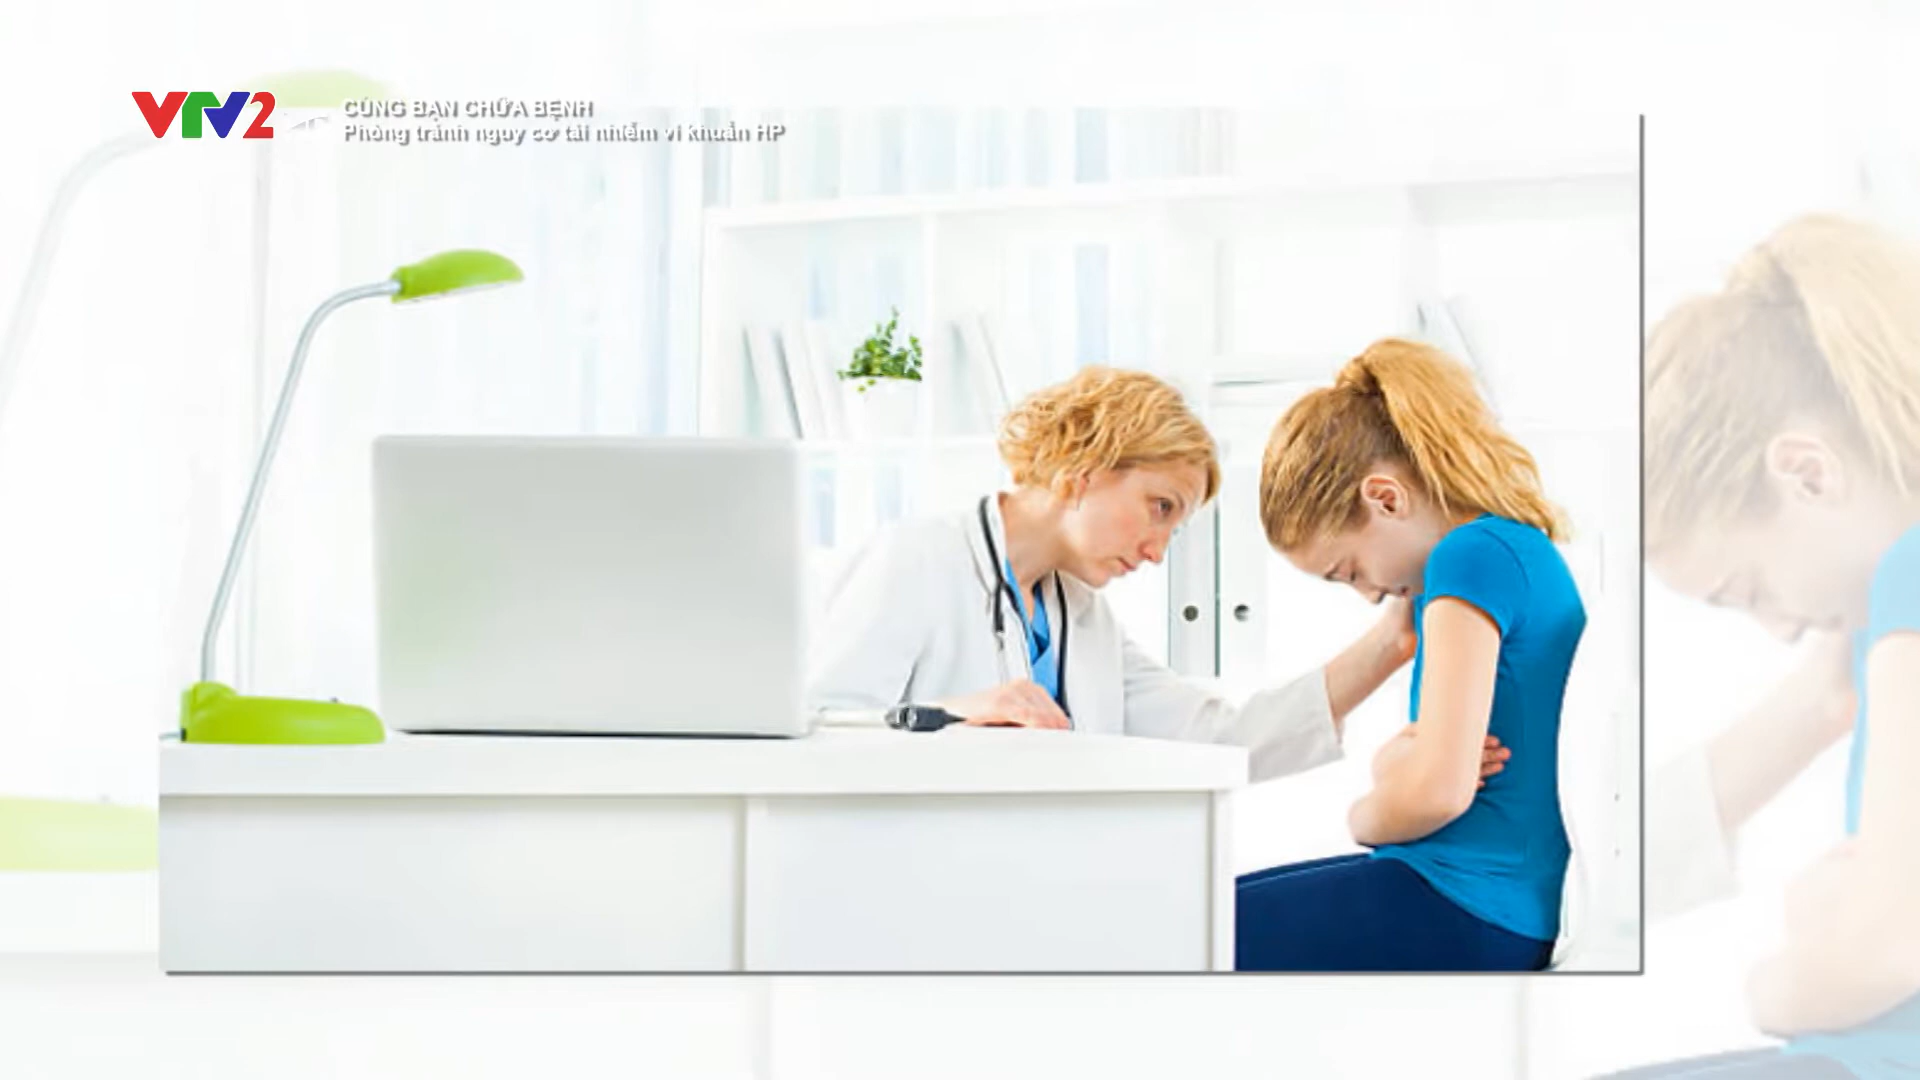 VTV2
CÙNG BẠN CHỮA BỆNH
Phòng tránh nguy cơ tái nhiễm vi khuẩn HP